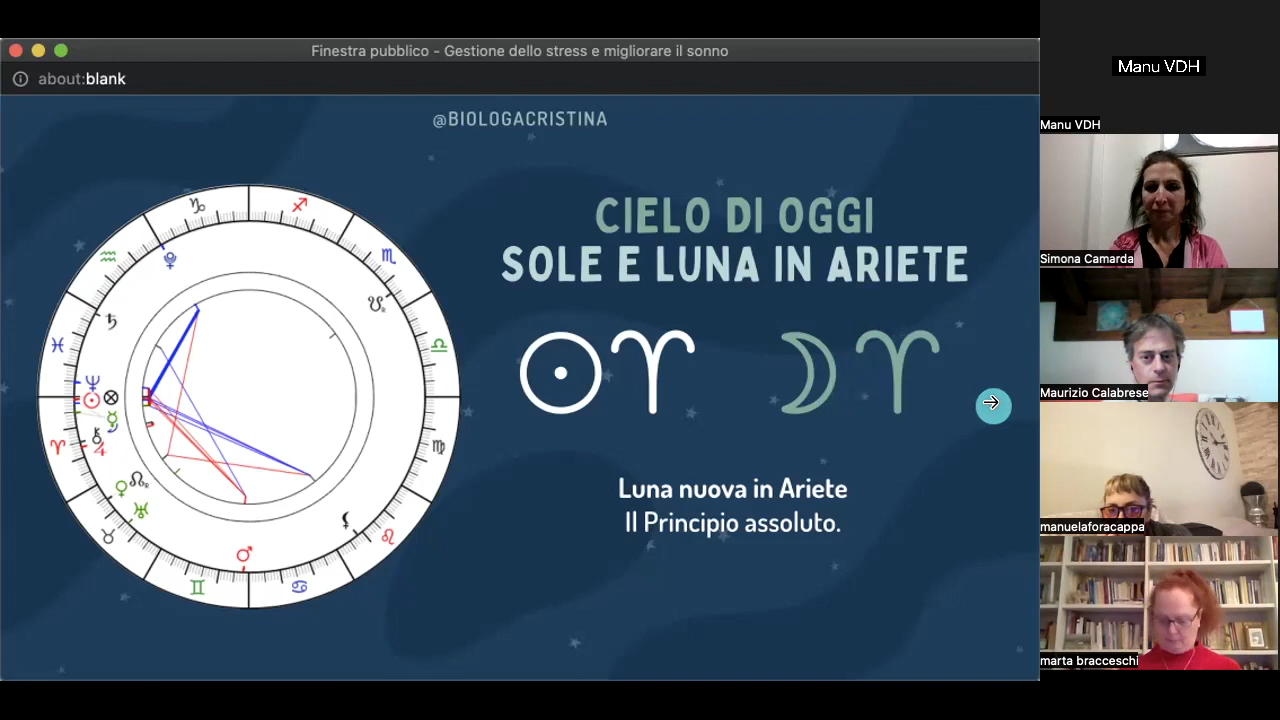 Finestra pubblico - Gestione dello stress e migliorare il sonno
about:blank
@BIOLOGACRISTINA
CIELO DI OGGI
SOLE E LUNA IN ARIETE
Luna nuova in Ariete
Il Principio assoluto.
Manu VDH
Manu VDH
Simona Camarda
Maurizio Calabrese
manuelaforacappa
marta bracceschi